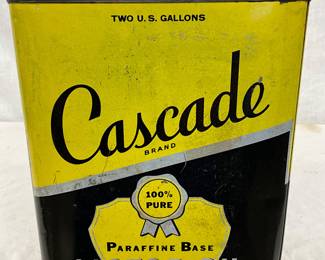 TWO U.S. GALLONS
Cascade
BRAND
100%
PURE
PARAFFINE BASE